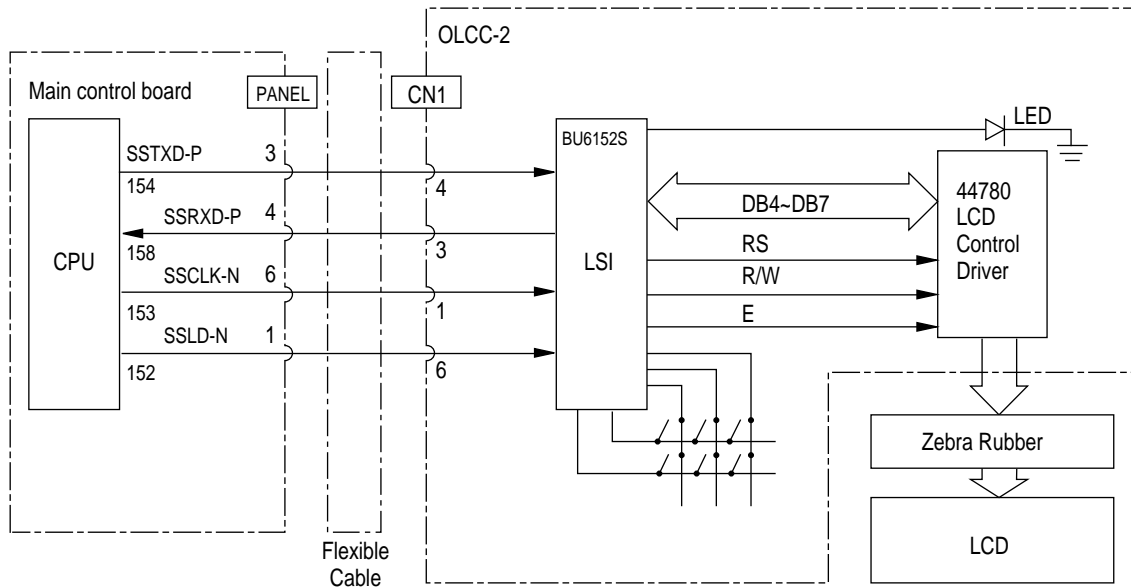 OLCC-2
Main control board
PANEL
CN1
BU6152S
LED
SSTXD-P
3
154
4
SSRXD-P
4
158
3
CPU
LSI
SSCLK-N
6
153
1
SSLD-N
1
152
6
DB4~DB7
RS
R/W
E
44780
LCD
Control
Driver
Zebra Rubber
LCD
Flexible
Cable